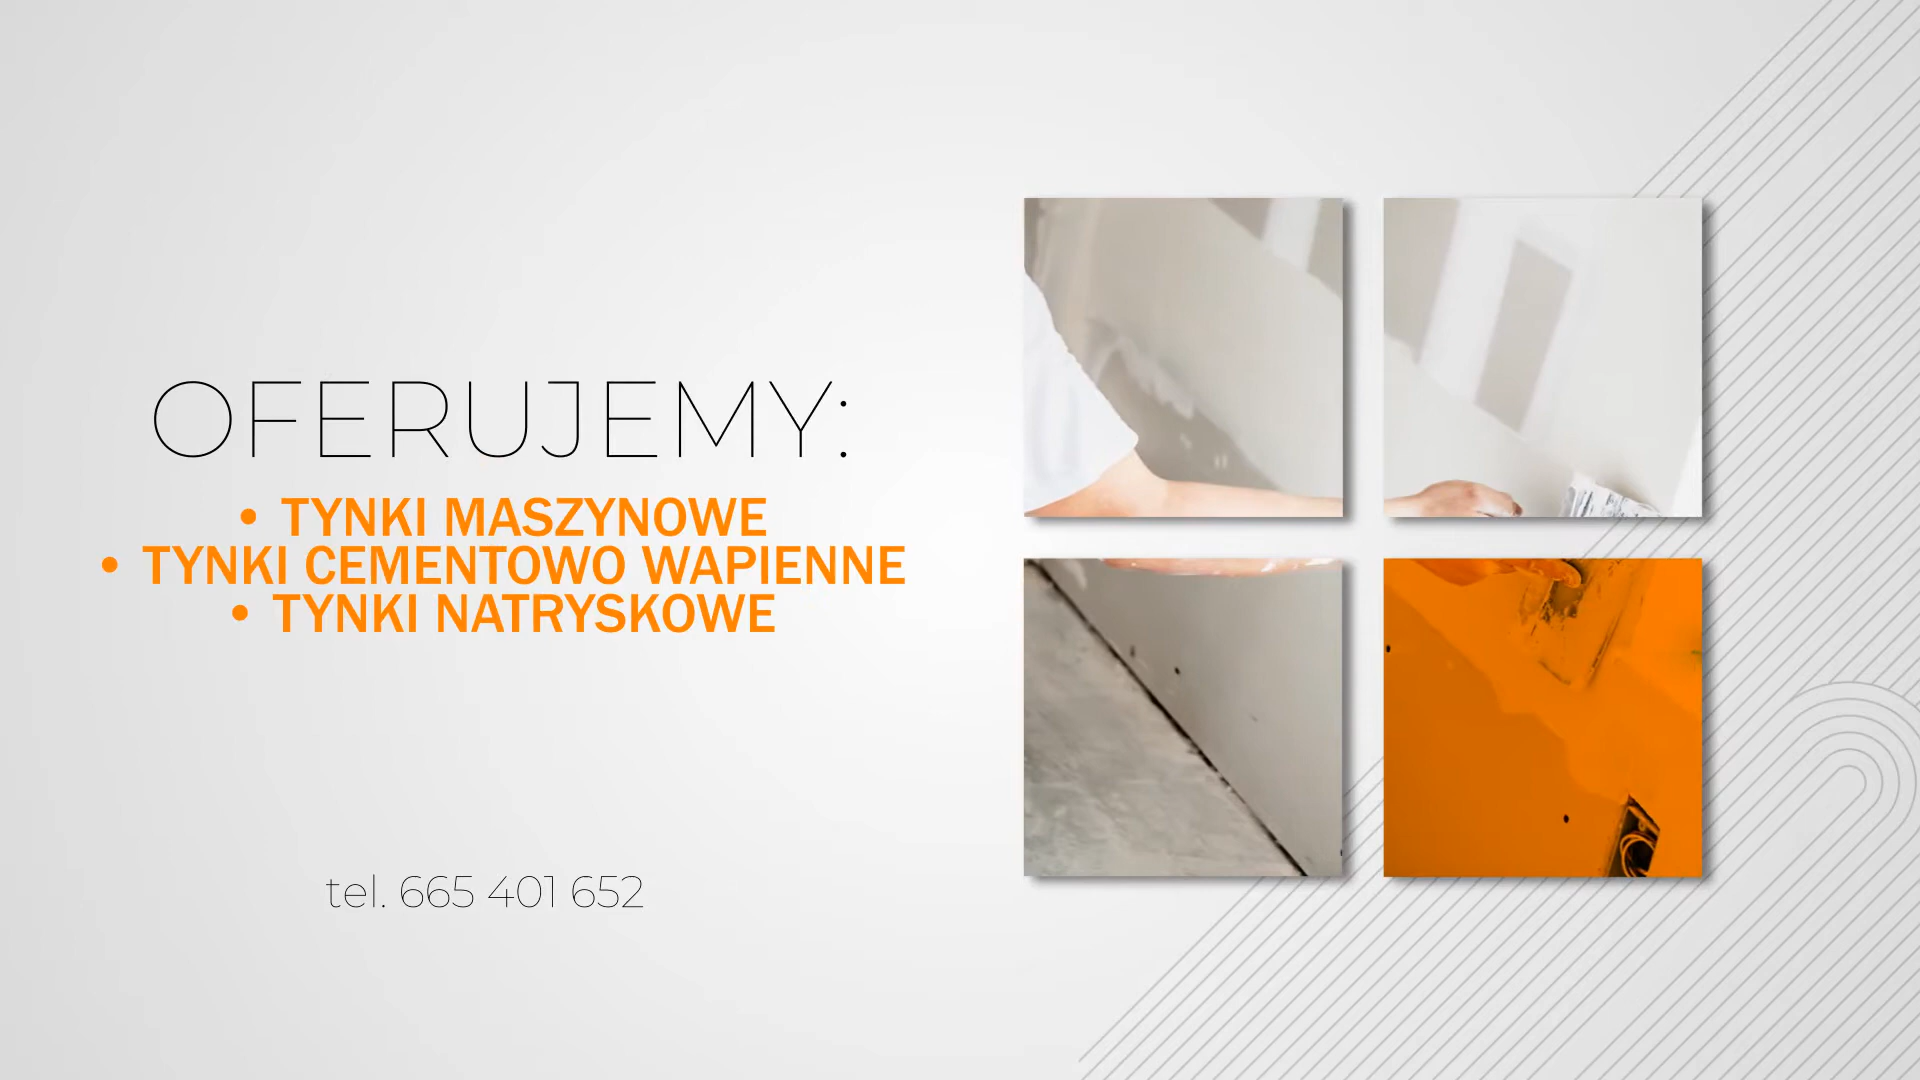 OFERUJEMY:
• TYNKI MASZYNOWE
• TYNKI CEMENTOWO WAPIENNE
• TYNKI NATRYSKOWE
tel. 665 401 652